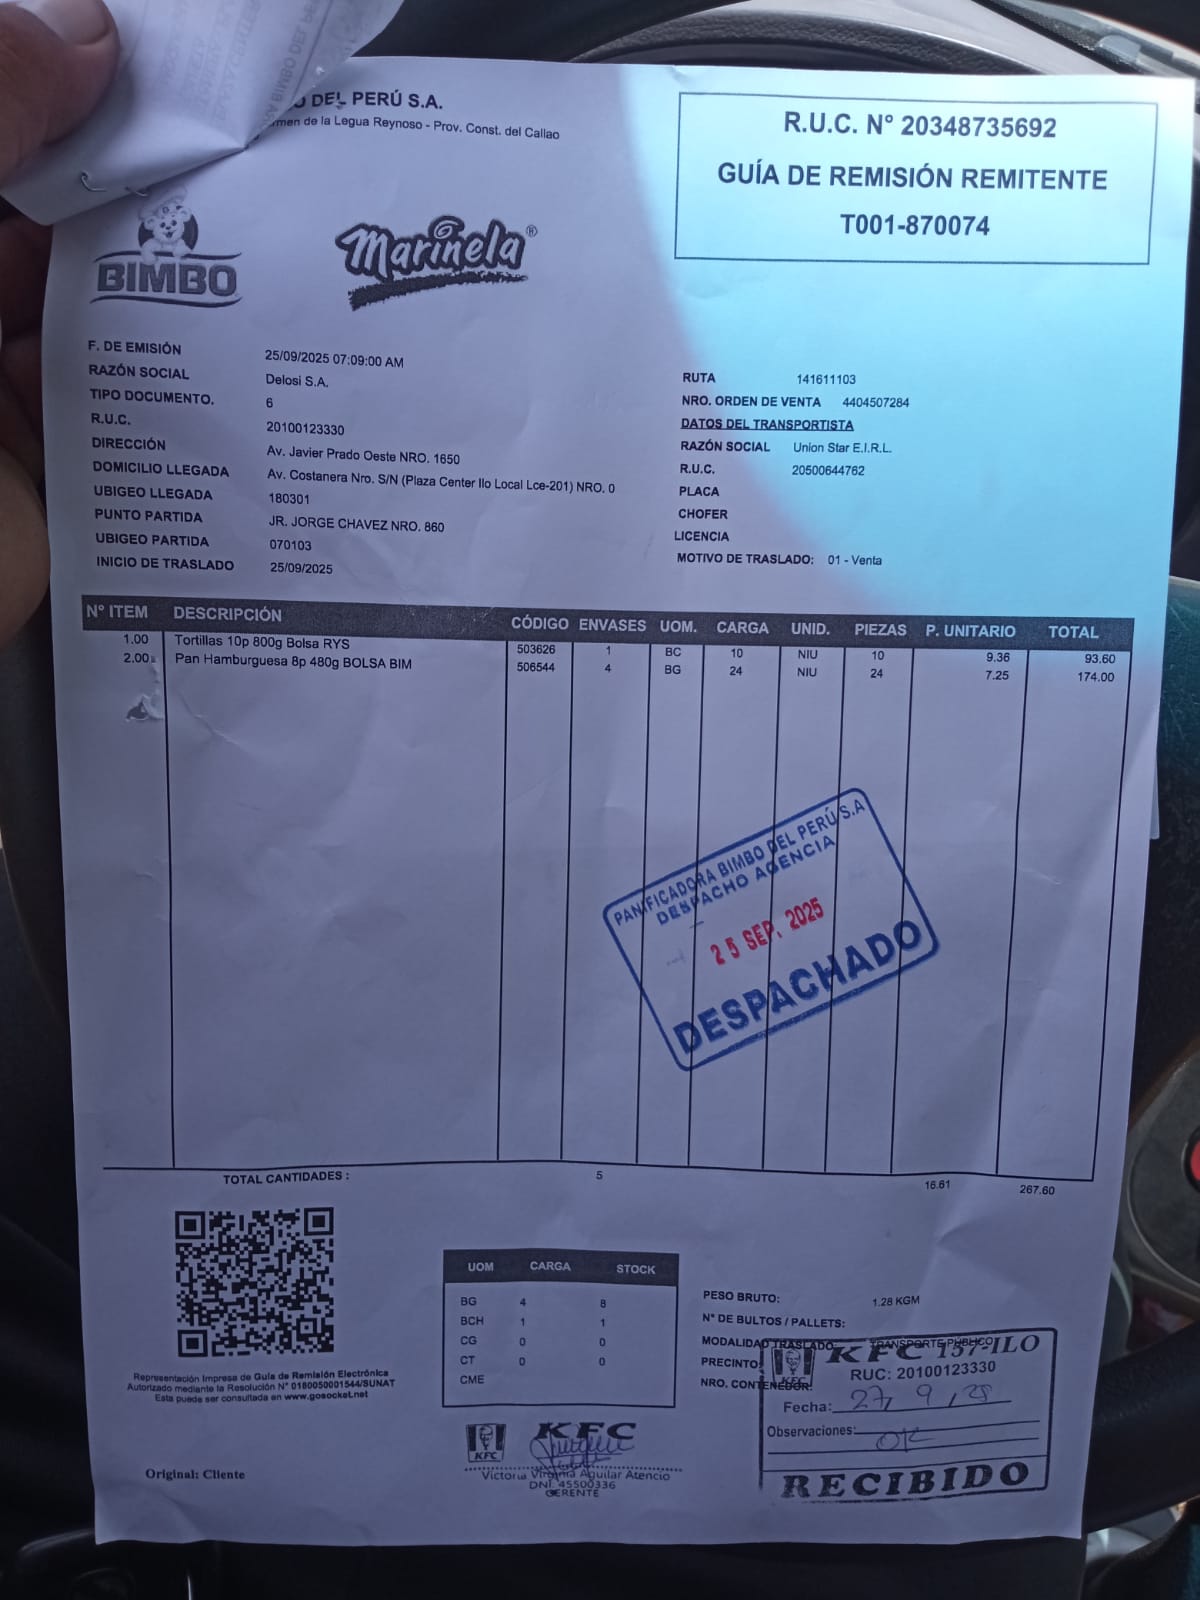 DEL PERÚ S.A.
men de la Legua Reynoso - Prov. Const. del Callao
R.U.C. N° 20348735692
GUÍA DE REMISIÓN REMITENTE
T001-870074
BIMBO
Marinela®
F. DE EMISIÓN 25/09/2025 07:09:00 AM
RAZÓN SOCIAL Delosi S.A.
TIPO DOCUMENTO. 6
R.U.C. 20100123330
DIRECCIÓN Av. Javier Prado Oeste NRO. 1650
DOMICILIO LLEGADA Av. Costanera Nro. S/N (Plaza Center Ilo Local Lce-201) NRO. 0
UBIGEO LLEGADA 180301
PUNTO PARTIDA JR. JORGE CHAVEZ NRO. 860
UBIGEO PARTIDA 070103
INICIO DE TRASLADO 25/09/2025
RUTA 141611103
NRO. ORDEN DE VENTA 4404507284
DATOS DEL TRANSPORTISTA
RAZÓN SOCIAL Union Star E.I.R.L.
R.U.C. 20500644762
PLACA
CHOFER
LICENCIA
MOTIVO DE TRASLADO: 01 - Venta
N° ITEM DESCRIPCIÓN CÓDIGO ENVASES UOM. CARGA UNID. PIEZAS P. UNITARIO TOTAL
1.00 Tortillas 10p 800g Bolsa RYS 503626 1 BC 10 NIU 10 9.36 93.60
2.00 Pan Hamburguesa 8p 480g BOLSA BIM 506544 4 BG 24 NIU 24 7.25 174.00
PANIFICADORA BIMBO DEL PERÚ S.A
DESPACHO AGENCIA
25 SEP. 2025
DESPACHADO
TOTAL CANTIDADES : 5 16.61 267.60
UOM CARGA STOCK
BG 4 8
BCH 1 1
CG 0 0
CT 0 0
CME
PESO BRUTO: 1.28 KGM
N° DE BULTOS / PALLETS:
MODALIDAD TRASLADO: TRANSPORTE PÚBLICO
PRECINTO:
NRO. CONTENEDOR:
KFC 157-ILO
KFC
RUC: 20100123330
Fecha: 27, 9, 25
Observaciones: OK
RECIBIDO
Representación Impresa de Guía de Remisión Electrónica
Autorizado mediante la Resolución N° 0180050001544/SUNAT
Esta puede ser consultada en www.gosocket.net
Original: Cliente
KFC
KFC
Victoria Virginia Aguilar Atencio
DNI. 45500336
GERENTE